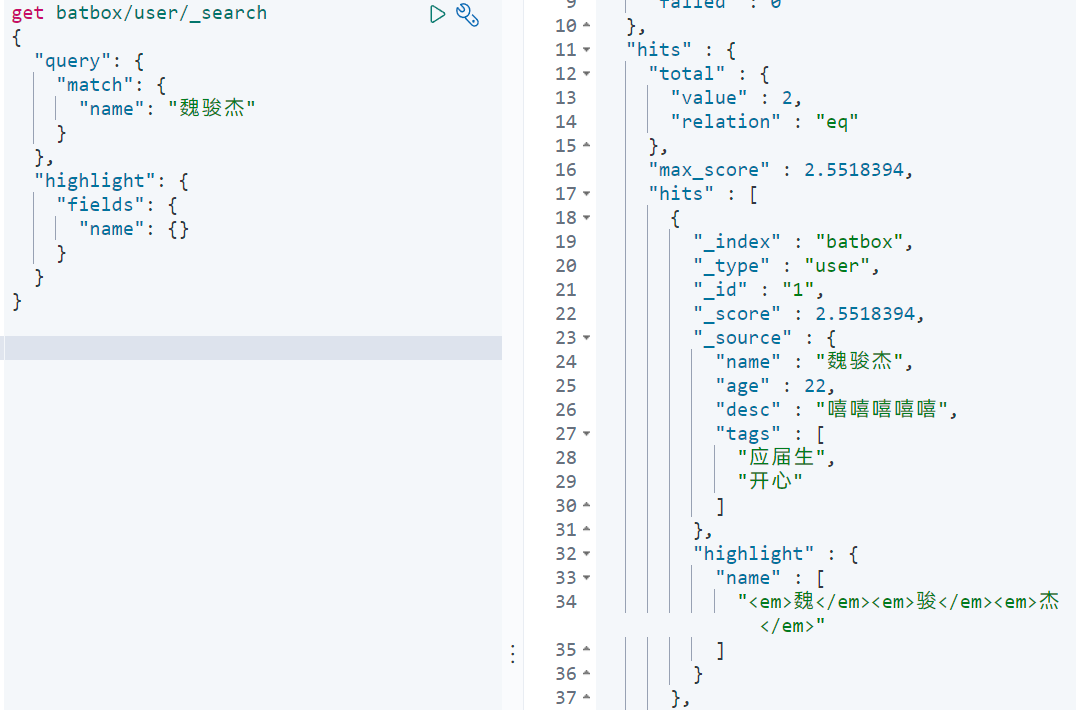 get batbox/user/_search
{
  "query": {
    "match": {
      "name": "魏骏杰"
    }
  },
  "highlight": {
    "fields": {
      "name": {}
    }
  }
}
9 "failed" : 0
10 },
11 "hits" : {
12 "total" : {
13 "value" : 2,
14 "relation" : "eq"
15 },
16 "max_score" : 2.5518394,
17 "hits" : [
18 {
19 "_index" : "batbox",
20 "_type" : "user",
21 "_id" : "1",
22 "_score" : 2.5518394,
23 "_source" : {
24 "name" : "魏骏杰",
25 "age" : 22,
26 "desc" : "嘻嘻嘻嘻嘻",
27 "tags" : [
28 "应届生",
29 "开心"
30 ]
31 },
32 "highlight" : {
33 "name" : [
34 "<em>魏</em><em>骏</em><em>杰
</em>"
35 ]
36 }
37 },